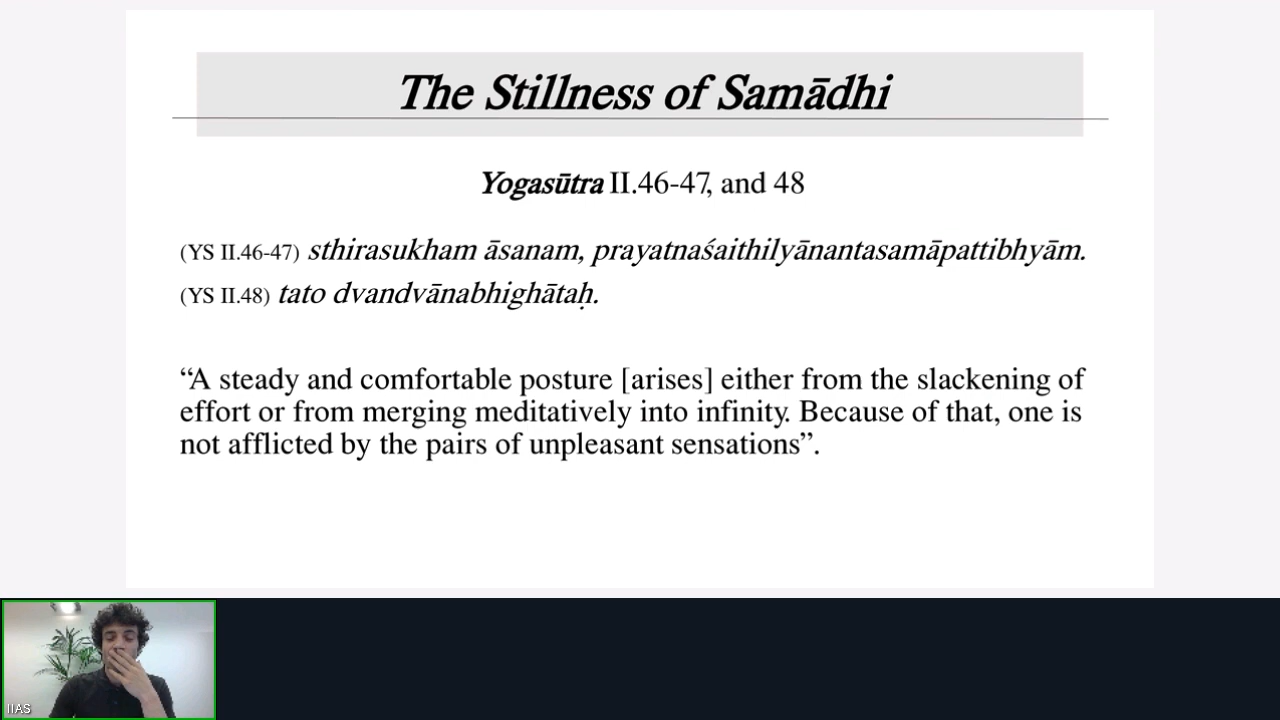 The Stillness of Samādhi
Yogasūtra II.46-47, and 48
(YS II.46-47) sthirasukham āsanam, prayatnaśaithilyānantasamāpattibhyām.
(YS II.48) tato dvandvānabhighātaḥ.
“A steady and comfortable posture [arises] either from the slackening of
effort or from merging meditatively into infinity. Because of that, one is
not afflicted by the pairs of unpleasant sensations”.
IIAS